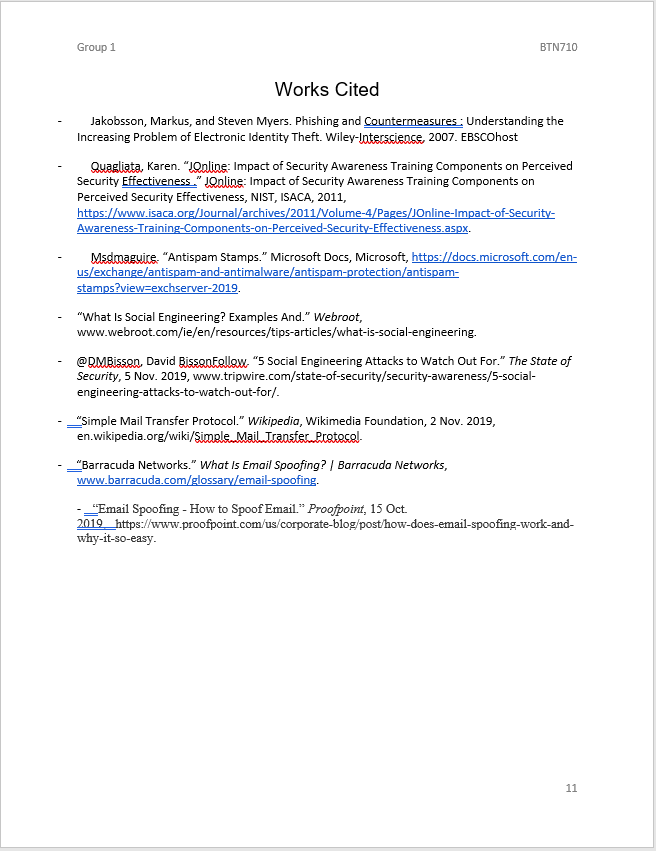 Group 1 BTN710
Works Cited
- Jakobsson, Markus, and Steven Myers. Phishing and Countermeasures : Understanding the
Increasing Problem of Electronic Identity Theft. Wiley-Interscience, 2007. EBSCOhost
- Quagliata, Karen. “JOnline: Impact of Security Awareness Training Components on Perceived
Security Effectiveness .” JOnline: Impact of Security Awareness Training Components on
Perceived Security Effectiveness, NIST, ISACA, 2011,
https://www.isaca.org/Journal/archives/2011/Volume-4/Pages/JOnline-Impact-of-Security-
Awareness-Training-Components-on-Perceived-Security-Effectiveness.aspx.
- Msdmaguire. “Antispam Stamps.” Microsoft Docs, Microsoft, https://docs.microsoft.com/en-
us/exchange/antispam-and-antimalware/antispam-protection/antispam-
stamps?view=exchserver-2019.
- “What Is Social Engineering? Examples And.” Webroot,
www.webroot.com/ie/en/resources/tips-articles/what-is-social-engineering.
- @DMBisson, David BissonFollow. “5 Social Engineering Attacks to Watch Out For.” The State of
Security, 5 Nov. 2019, www.tripwire.com/state-of-security/security-awareness/5-social-
engineering-attacks-to-watch-out-for/.
- “Simple Mail Transfer Protocol.” Wikipedia, Wikimedia Foundation, 2 Nov. 2019,
en.wikipedia.org/wiki/Simple_Mail_Transfer_Protocol.
- “Barracuda Networks.” What Is Email Spoofing? | Barracuda Networks,
www.barracuda.com/glossary/email-spoofing.
- “Email Spoofing - How to Spoof Email.” Proofpoint, 15 Oct.
2019, https://www.proofpoint.com/us/corporate-blog/post/how-does-email-spoofing-work-and-
why-it-so-easy.
11